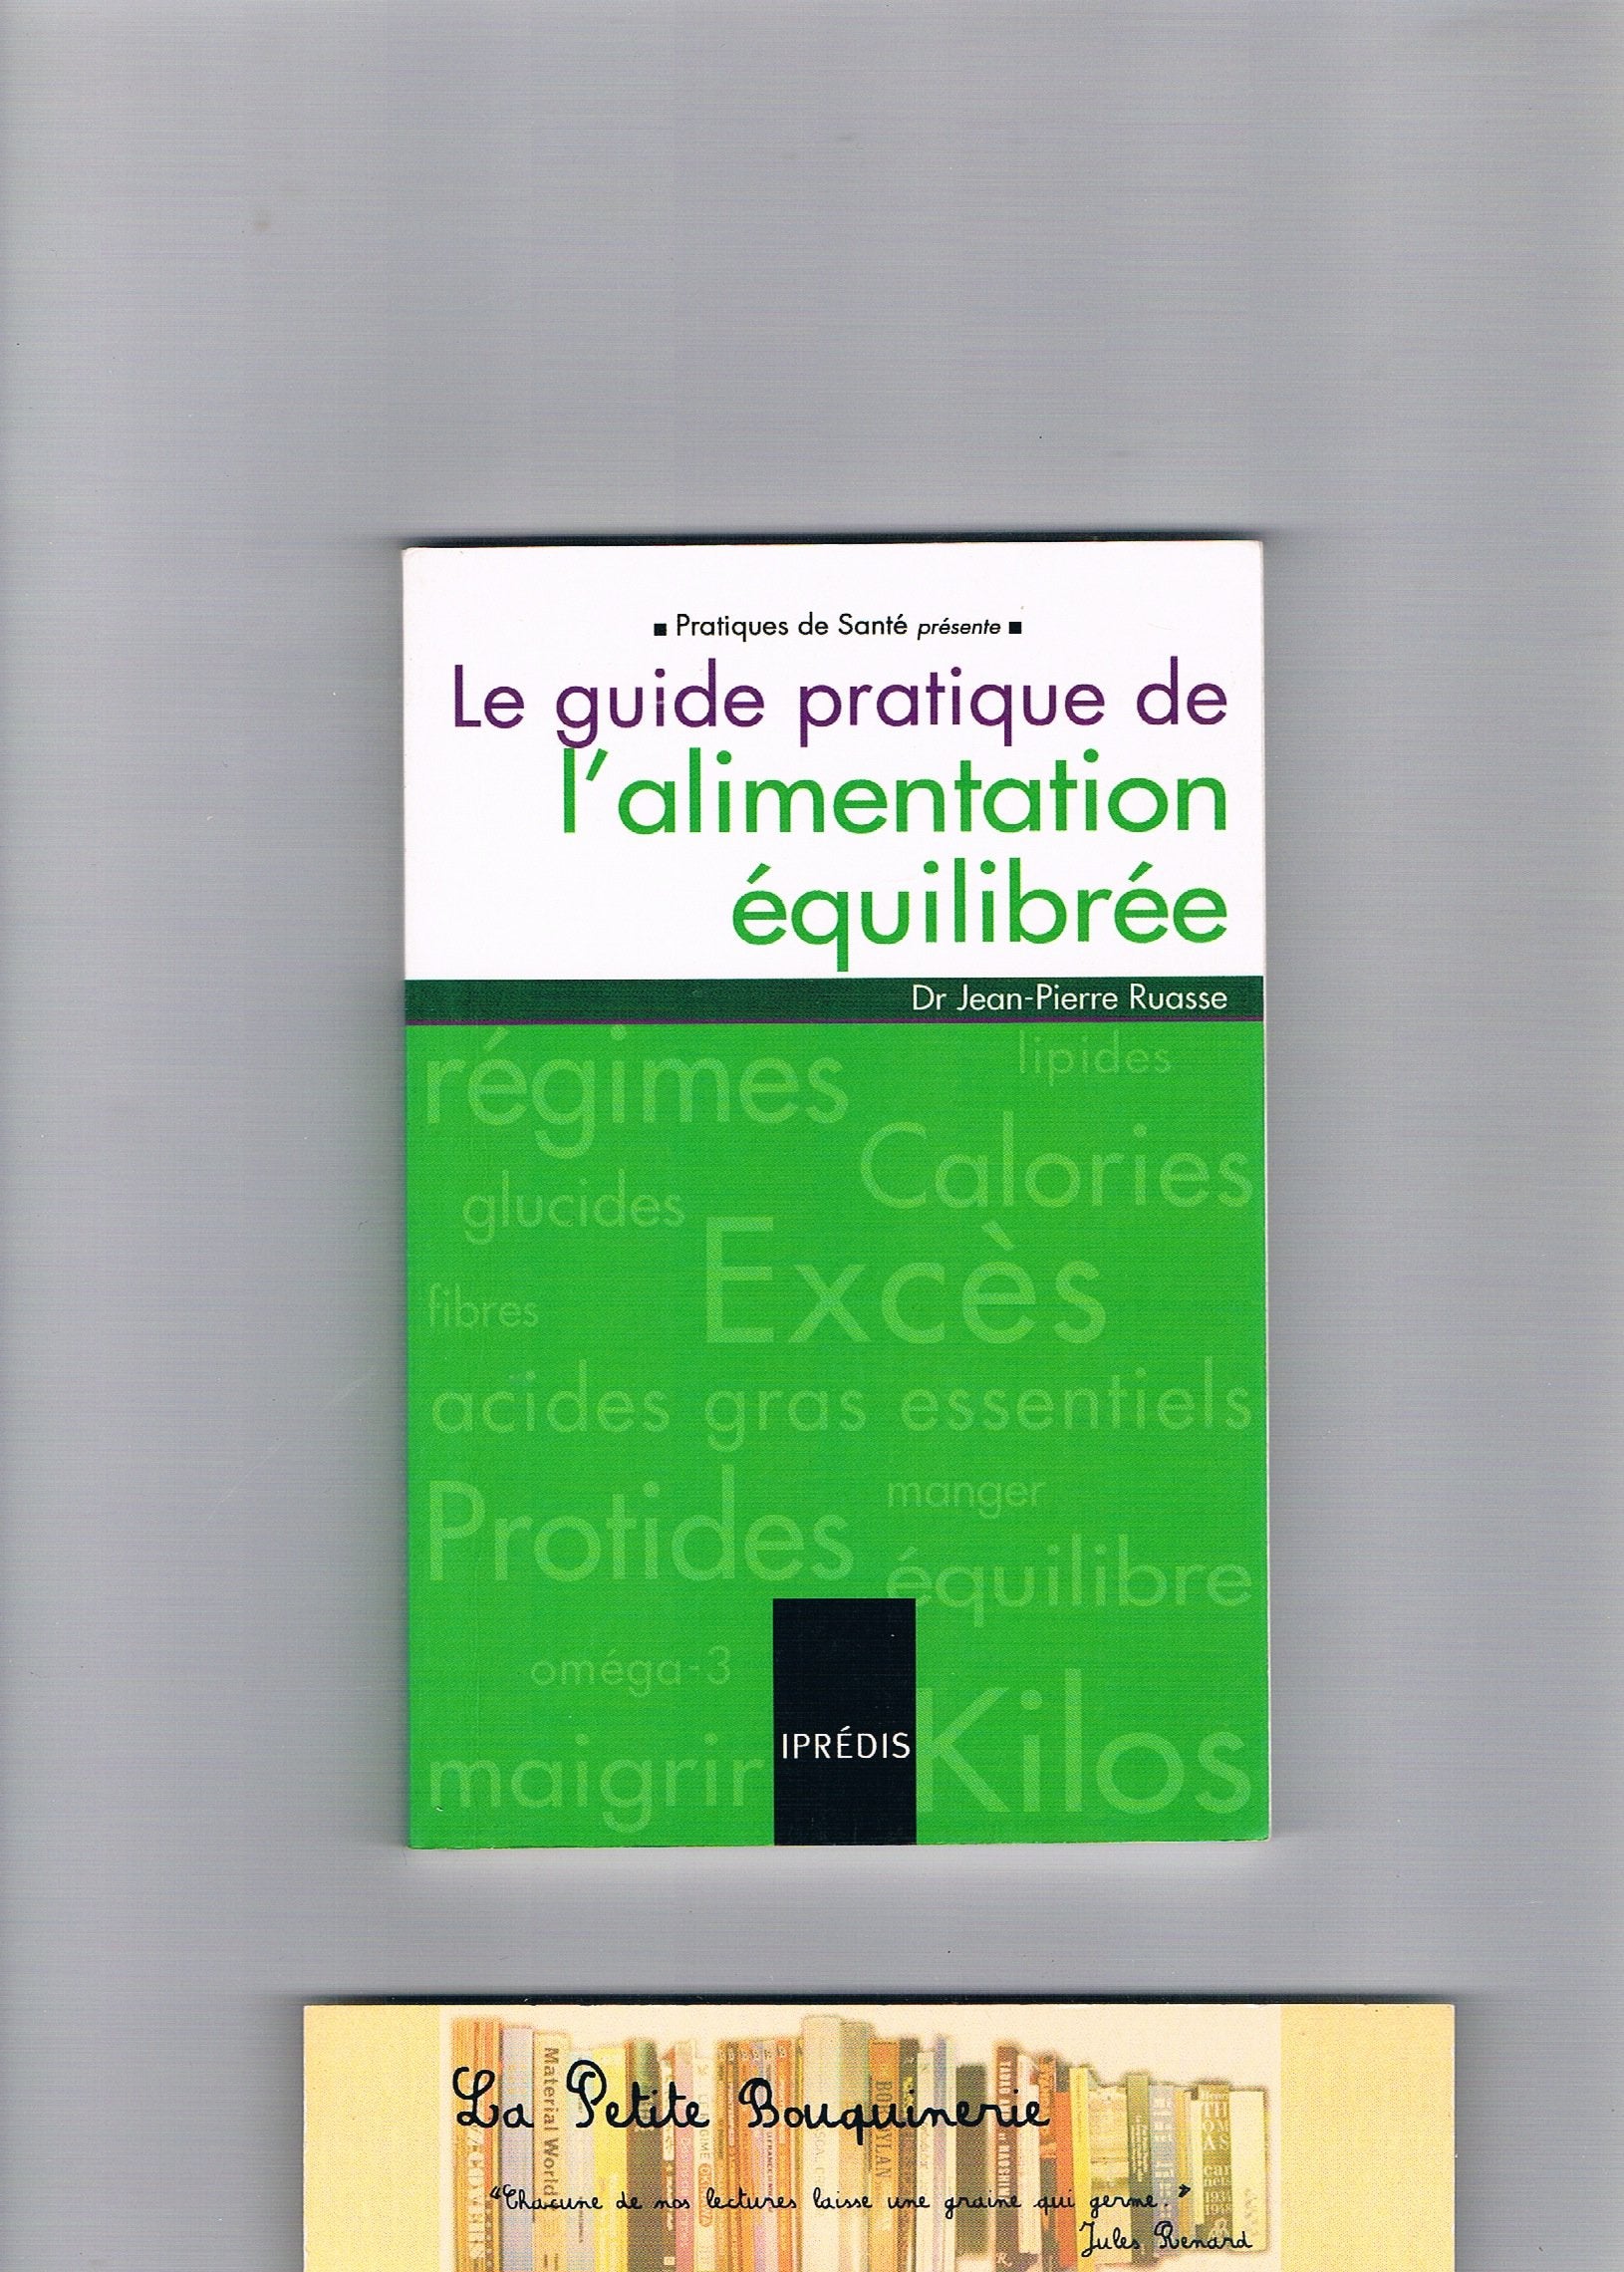 ■ Pratiques de Santé présente ■
Le guide pratique de
l'alimentation
équilibrée
Dr Jean-Pierre Ruasse
régimes
lipides
Calories
glucides
Excès
fibres
acides gras essentiels
Protides
manger
équilibre
oméga-3
maigrir
IPRÉDIS
Kilos
La Petite Bouquinerie
Material World
"Chacune de nos lectures laisse une graine qui germe."
Jules Renard